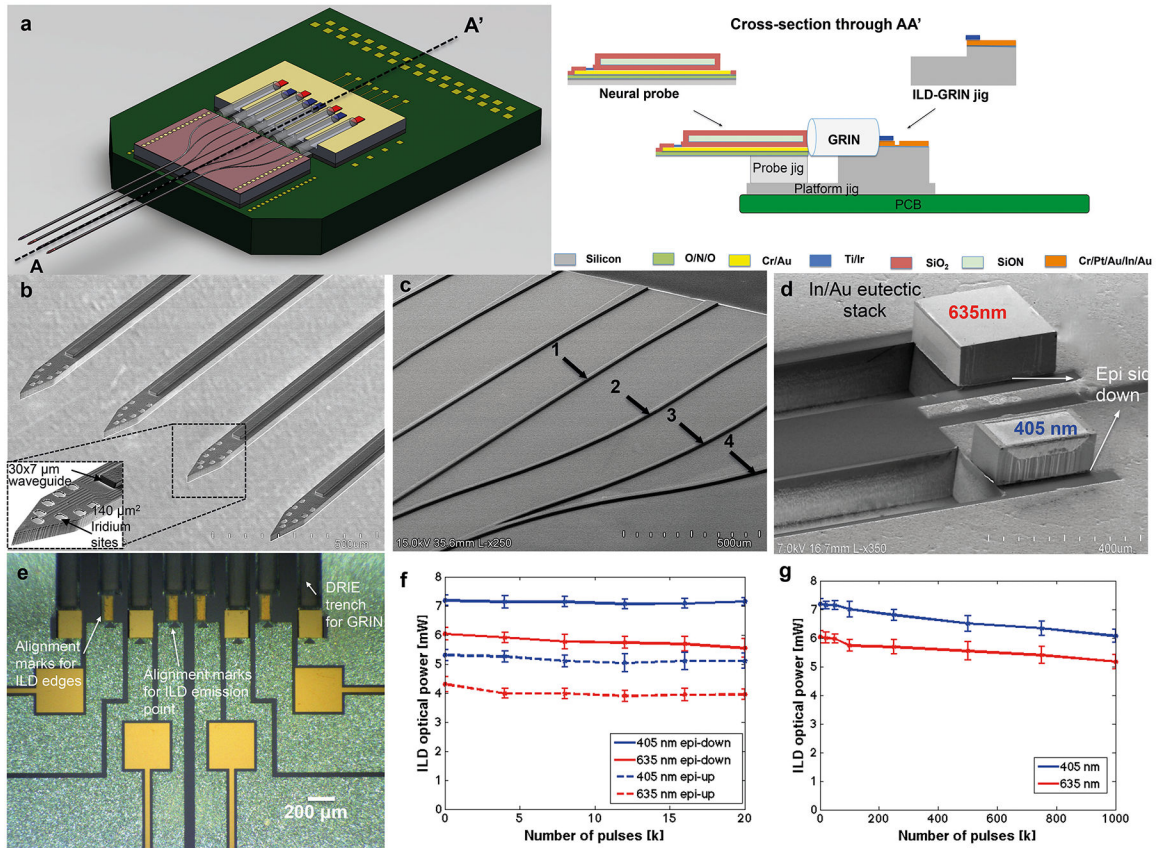 a
A'
A
Cross-section through AA'
Neural probe
ILD-GRIN jig
GRIN
Probe jig
Platform jig
PCB
Silicon
O/N/O
Cr/Au
Ti/Ir
SiO₂
SiON
Cr/Pt/Au/In/Au
b
30x7 μm
waveguide
140 μm²
Iridium
sites
500um
c
1
2
3
4
15.0kV 35.6mm L-x250
500um
d
In/Au eutectic
stack
635nm
Epi side
down
405 nm
7.0kV 16.7mm L-x350
400um
e
DRIE
trench
for GRIN
Alignment
marks for
ILD edges
Alignment marks
for ILD emission
point
200 μm
f
ILD optical power [mW]
8
7
6
5
4
3
2
1
0
405 nm epi-down
635 nm epi-down
405 nm epi-up
635 nm epi-up
0 5 10 15 20
Number of pulses [k]
g
ILD optical power [mW]
8
7
6
5
4
3
2
1
0
405 nm
635 nm
0 200 400 600 800 1000
Number of pulses [k]